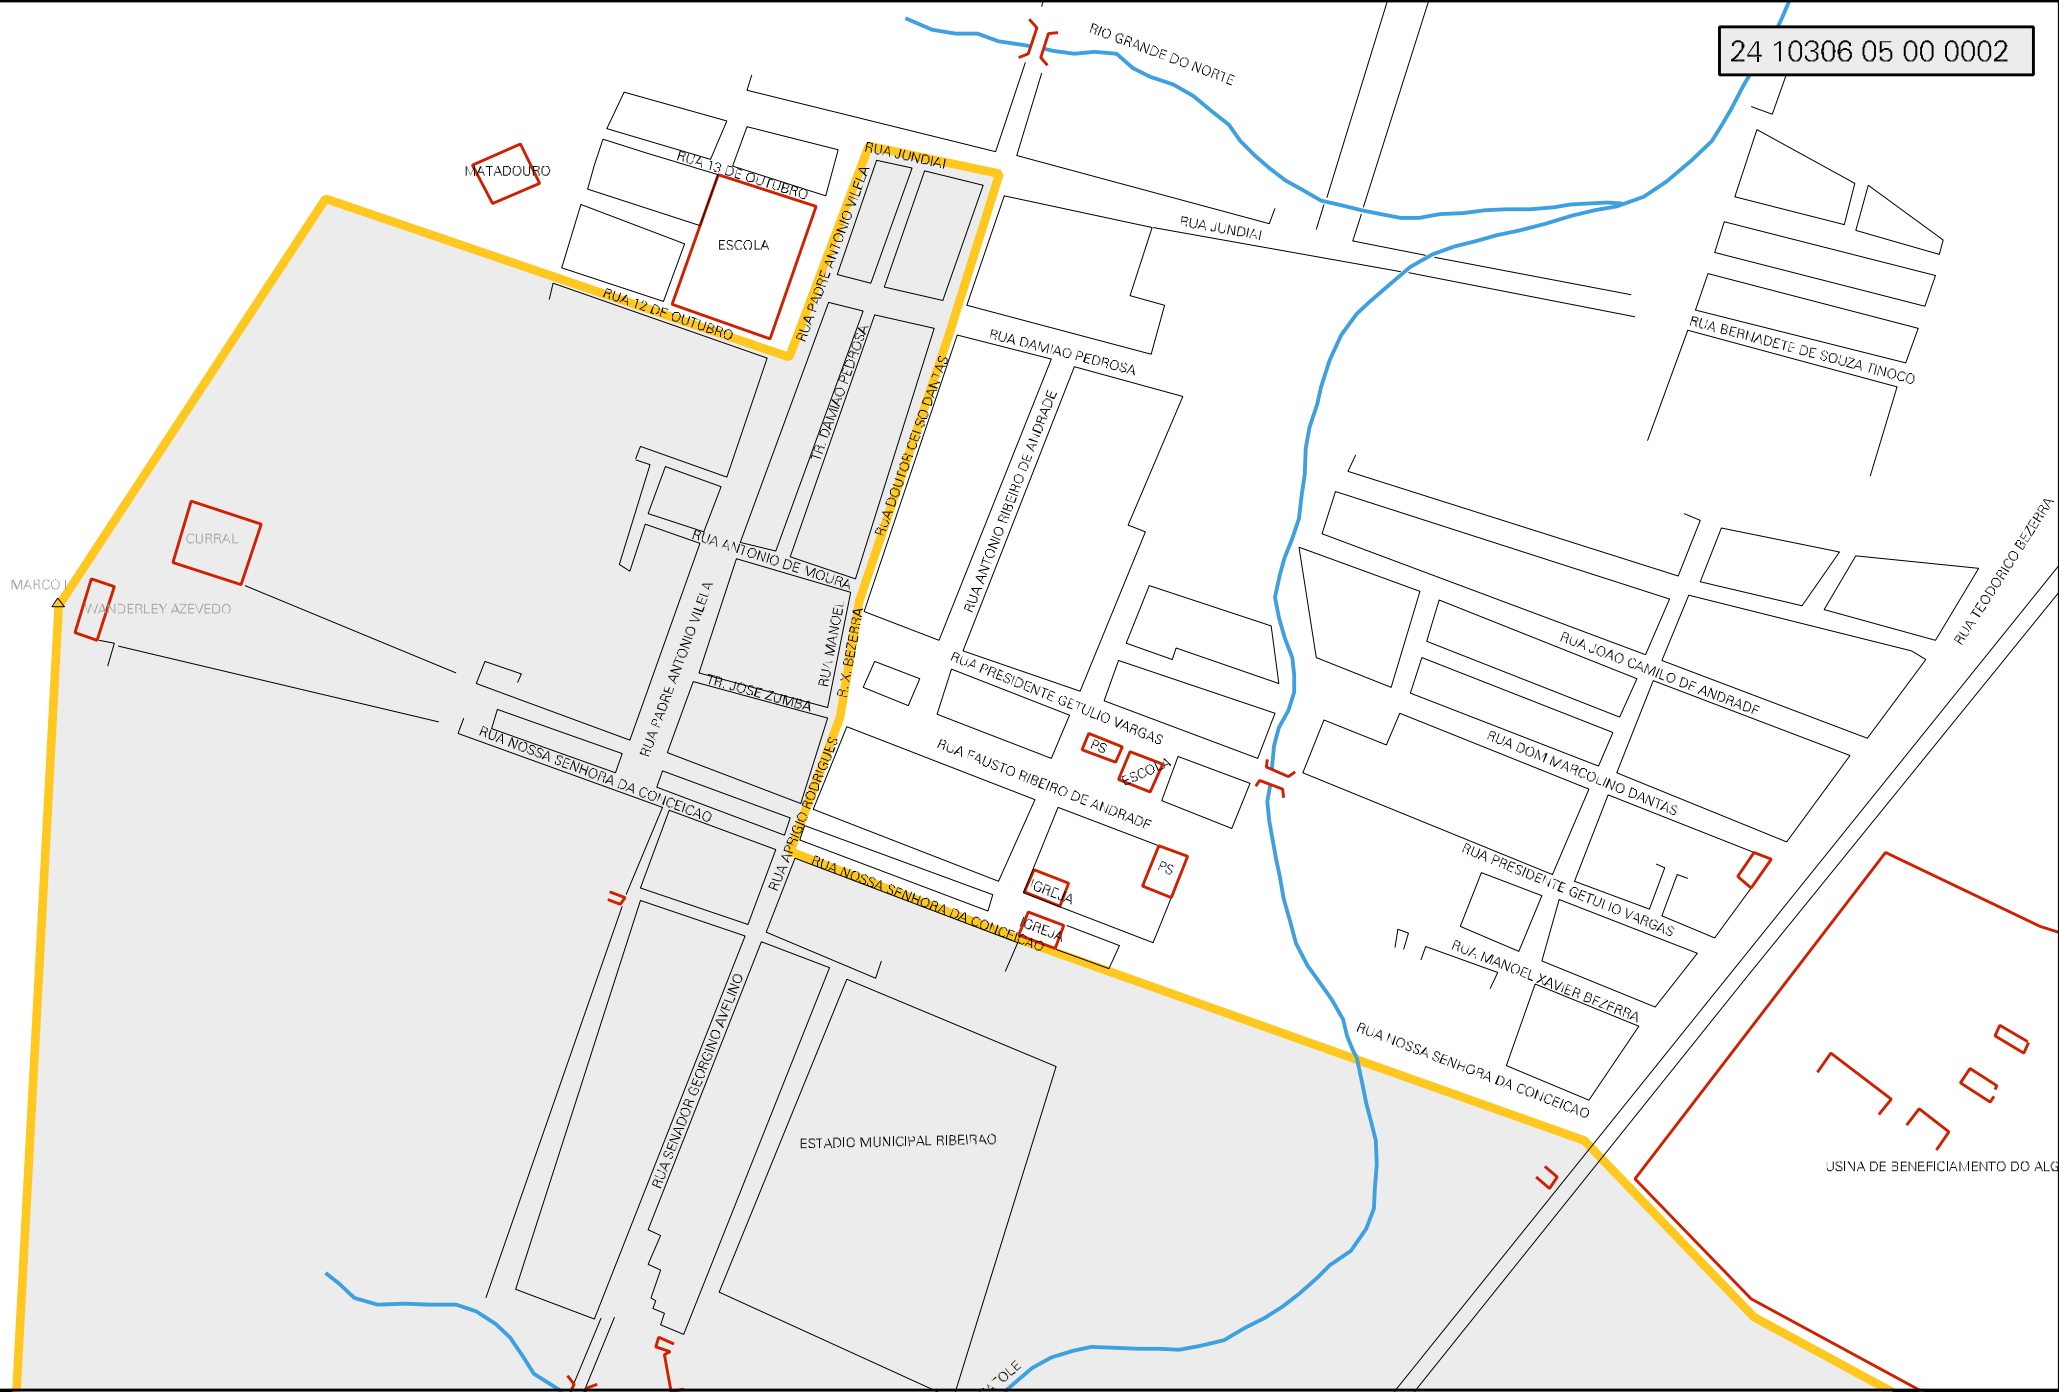 RIO GRANDE DO NORTE
24 10306 05 00 0002
RUA JUNDIAI
RUA 13 DE OUTUBRO
MATADOURO
ESCOLA
RUA PADRE ANTONIO VILELA
RUA JUNDIAI
RUA 12 DE OUTUBRO
RUA DAMIAO PEDROSA
RUA BERNADETE DE SOUZA TINOCO
TR. DAMIAO PEDROSA
RUA DOUTOR CELSO DANTAS
RUA ANTONIO RIBEIRO DE ANDRADE
CURRAL
RUA ANTONIO DE MOURA
RUA TEODORICO BEZERRA
MARCO I
WANDERLEY AZEVEDO
RUA PADRE ANTONIO VILELA
RUA MANOEL
R. X. BEZERRA
RUA JOAO CAMILO DE ANDRADE
RUA PRESIDENTE GETULIO VARGAS
TR. JOSE ZUMBA
RUA NOSSA SENHORA DA CONCEICAO
RUA FAUSTO RIBEIRO DE ANDRADE
PS
ESCOLA
RUA DOM MARCOLINO DANTAS
RUA APRIGIO RODRIGUES
RUA NOSSA SENHORA DA CONCEICAO
PS
IGREJA
IGREJA
RUA PRESIDENTE GETULIO VARGAS
RUA MANOEL XAVIER BEZERRA
RUA SENADOR GEORGINO AVELINO
RUA NOSSA SENHORA DA CONCEICAO
ESTADIO MUNICIPAL RIBEIRAO
USINA DE BENEFICIAMENTO DO ALG